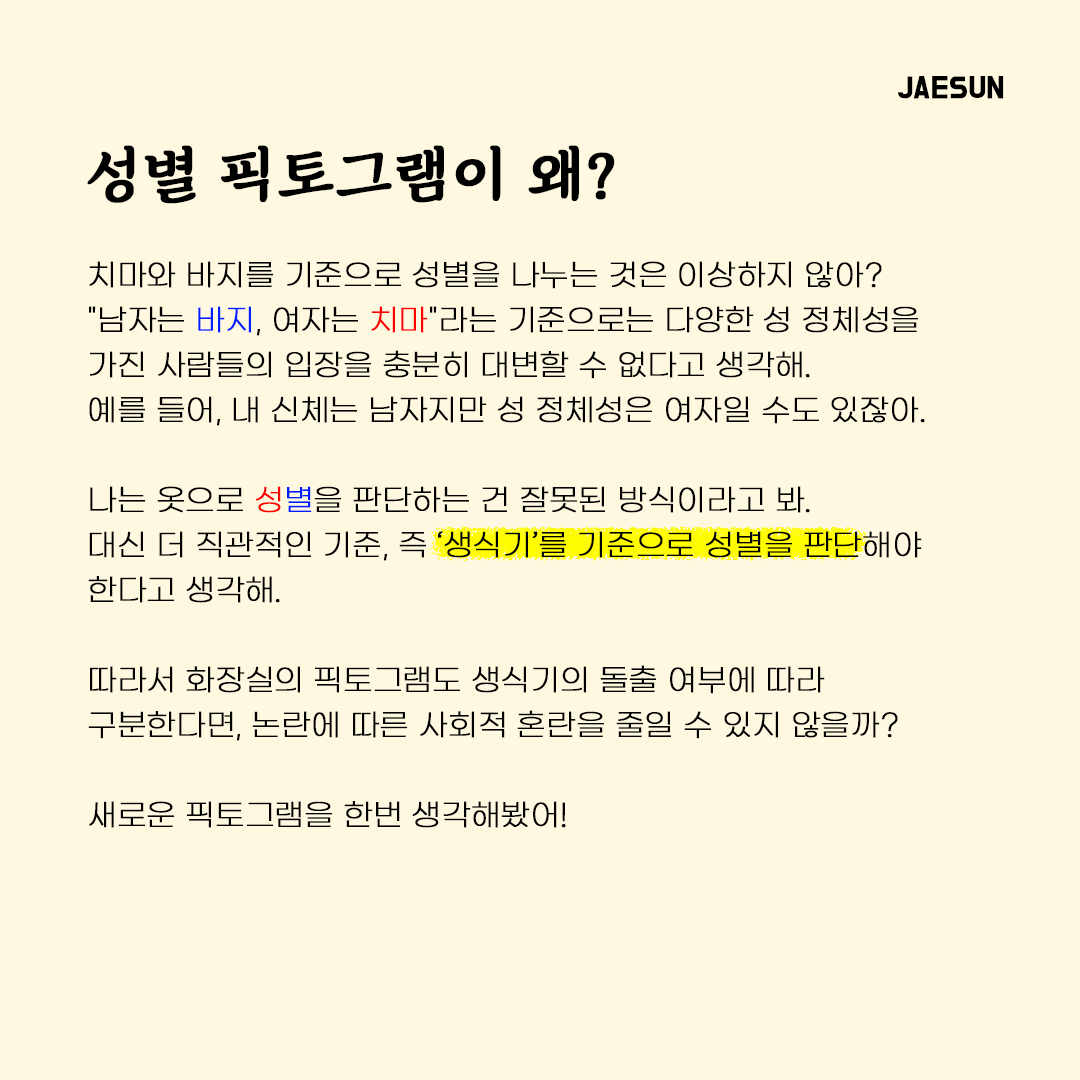 JAESUN
성별 픽토그램이 왜?
치마와 바지를 기준으로 성별을 나누는 것은 이상하지 않아?
"남자는 바지, 여자는 치마"라는 기준으로는 다양한 성 정체성을
가진 사람들의 입장을 충분히 대변할 수 없다고 생각해.
예를 들어, 내 신체는 남자지만 성 정체성은 여자일 수도 있잖아.
나는 옷으로 성별을 판단하는 건 잘못된 방식이라고 봐.
대신 더 직관적인 기준, 즉 ‘생식기’를 기준으로 성별을 판단해야
한다고 생각해.
따라서 화장실의 픽토그램도 생식기의 돌출 여부에 따라
구분한다면, 논란에 따른 사회적 혼란을 줄일 수 있지 않을까?
새로운 픽토그램을 한번 생각해봤어!